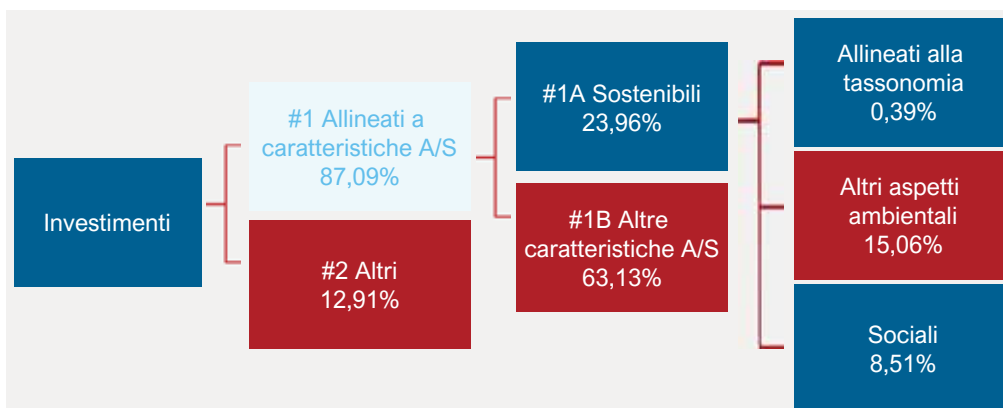 Investimenti
#1 Allineati a
caratteristiche A/S
87,09%
#2 Altri
12,91%
#1A Sostenibili
23,96%
#1B Altre
caratteristiche A/S
63,13%
Allineati alla
tassonomia
0,39%
Altri aspetti
ambientali
15,06%
Sociali
8,51%